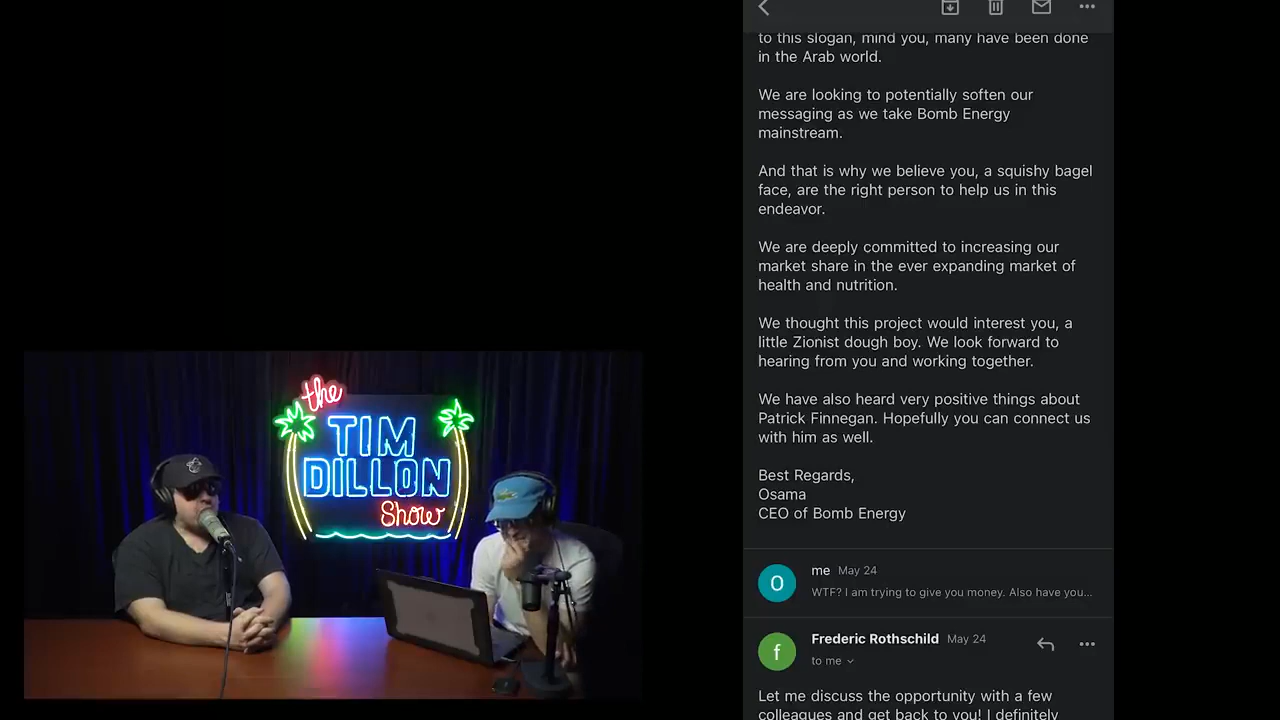 to this slogan, mind you, many have been done
in the Arab world.
We are looking to potentially soften our
messaging as we take Bomb Energy
mainstream.
And that is why we believe you, a squishy bagel
face, are the right person to help us in this
endeavor.
We are deeply committed to increasing our
market share in the ever expanding market of
health and nutrition.
We thought this project would interest you, a
little Zionist dough boy. We look forward to
hearing from you and working together.
We have also heard very positive things about
Patrick Finnegan. Hopefully you can connect us
with him as well.
Best Regards,
Osama
CEO of Bomb Energy
O
me May 24
WTF? I am trying to give you money. Also have you...
f
Frederic Rothschild May 24
to me
Let me discuss the opportunity with a few
colleagues and get back to you! I definitely
the
TIM
DILLON
Show